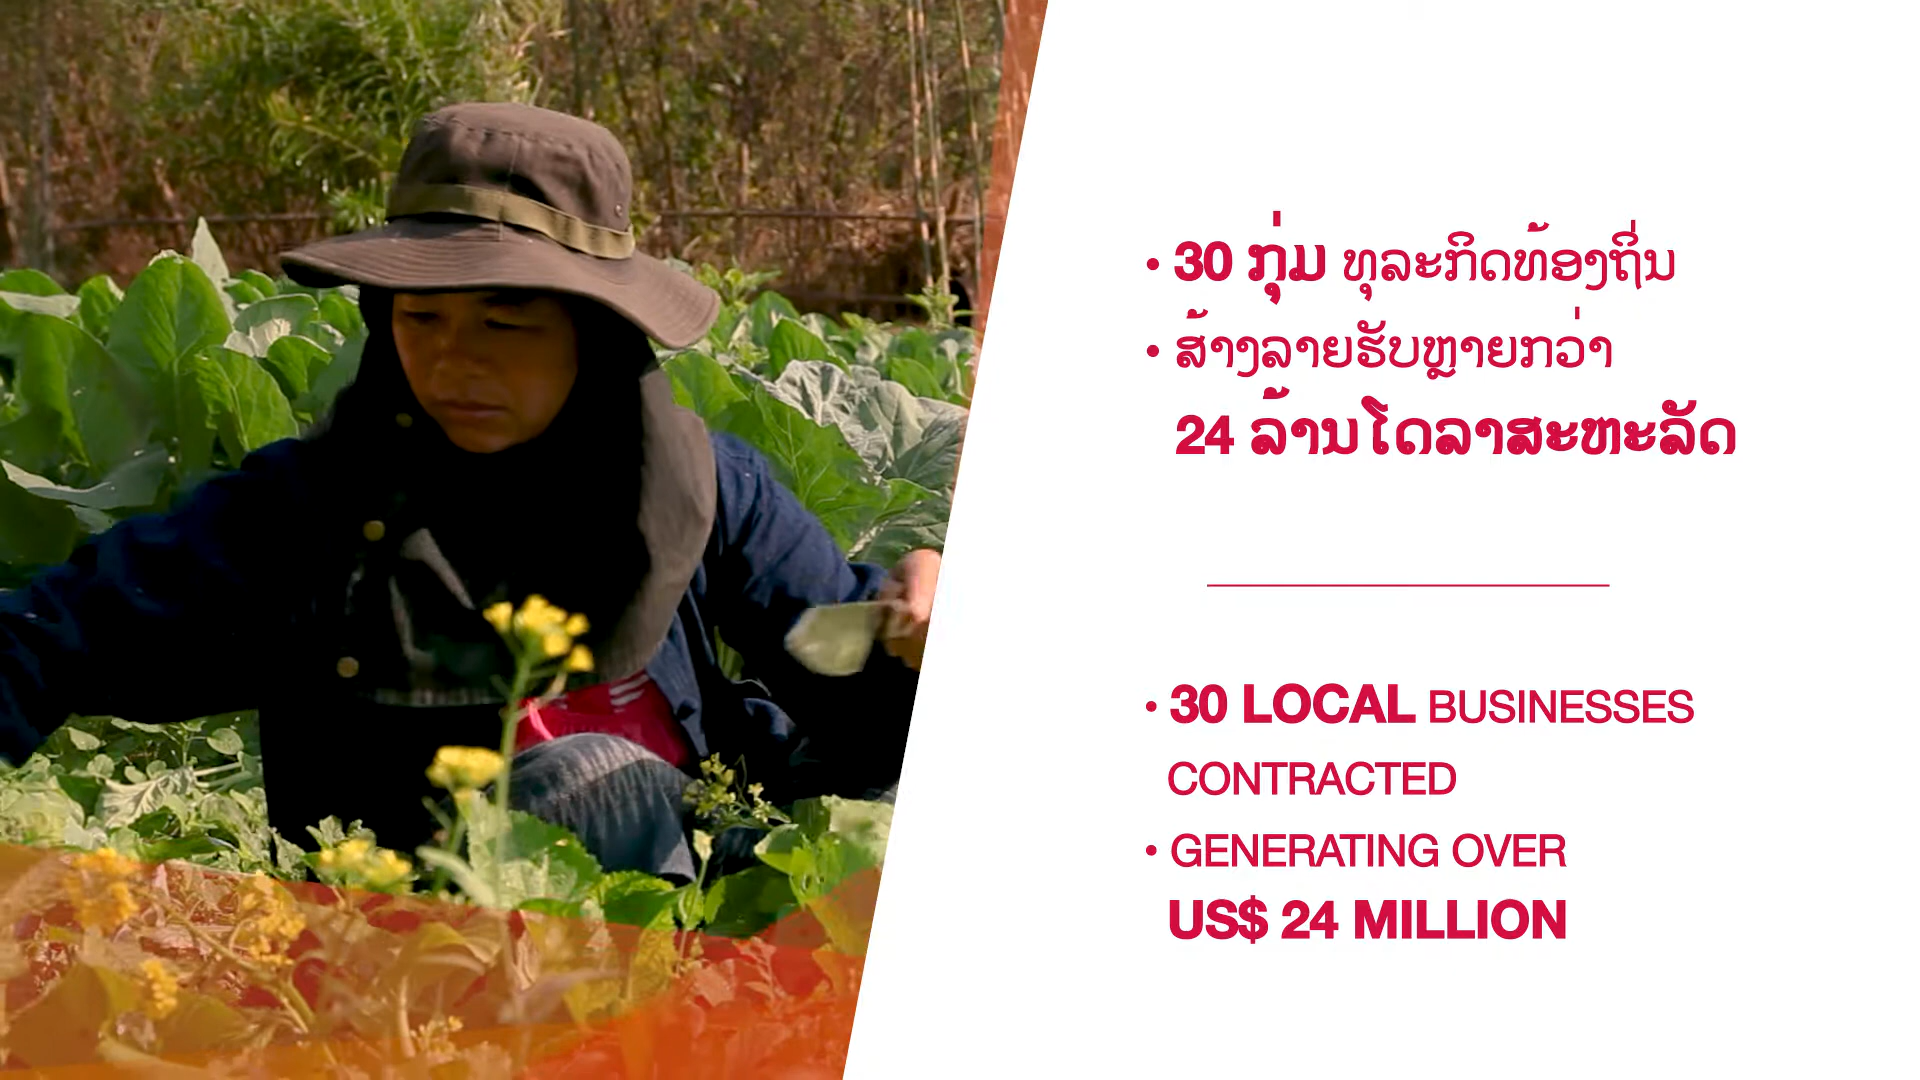 • 30 ກຸ່ມ ທຸລະກິດທ້ອງຖິ່ນ
• ສ້າງລາຍຮັບຫຼາຍກວ່າ
24 ລ້ານໂດລາສະຫະລັດ
• 30 LOCAL BUSINESSES
CONTRACTED
• GENERATING OVER
US$ 24 MILLION